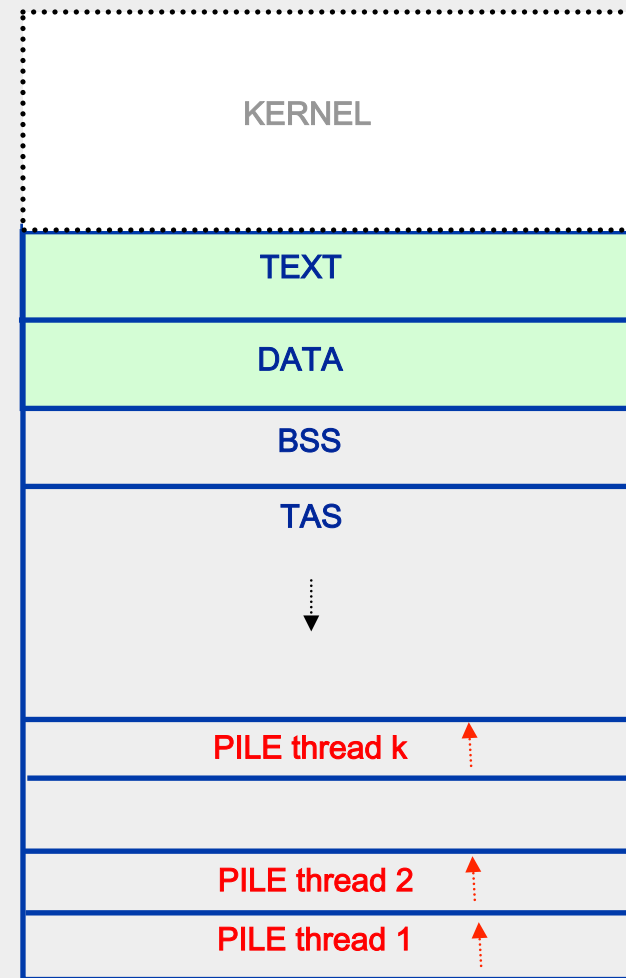 KERNEL
TEXT
DATA
BSS
TAS
PILE thread k
PILE thread 2
PILE thread 1